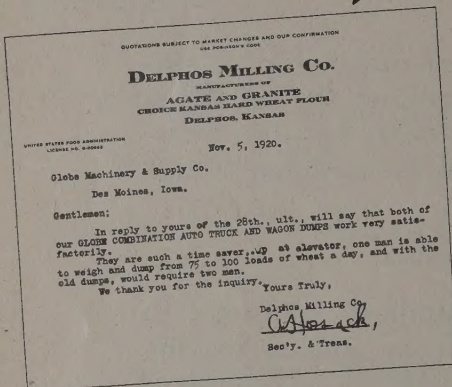 QUOTATIONS SUBJECT TO MARKET CHANGES AND OUR CONFIRMATION
USE ROBINSON'S CODE
DELPHOS MILLING CO.
MANUFACTURERS OF
AGATE AND GRANITE
CHOICE KANSAS HARD WHEAT FLOUR
DELPHOS, KANSAS
UNITED STATES FOOD ADMINISTRATION
LICENSE NO.
Nov. 5, 1920.
Globe Machinery & Supply Co.
Des Moines, Iowa.
Gentlemen;
In reply to yours of the 28th., ult., will say that both of
our GLOBE COMBINATION AUTO TRUCK AND WAGON DUMPS work very satis-
factorily.
They are such a time saver, up at elevator, one man is able
to weigh and dump from 75 to 100 loads of wheat a day, and with the
old dumps, would require two men.
We thank you for the inquiry.
Yours Truly,
Delphos Milling Co,
Sec'y. & Treas.